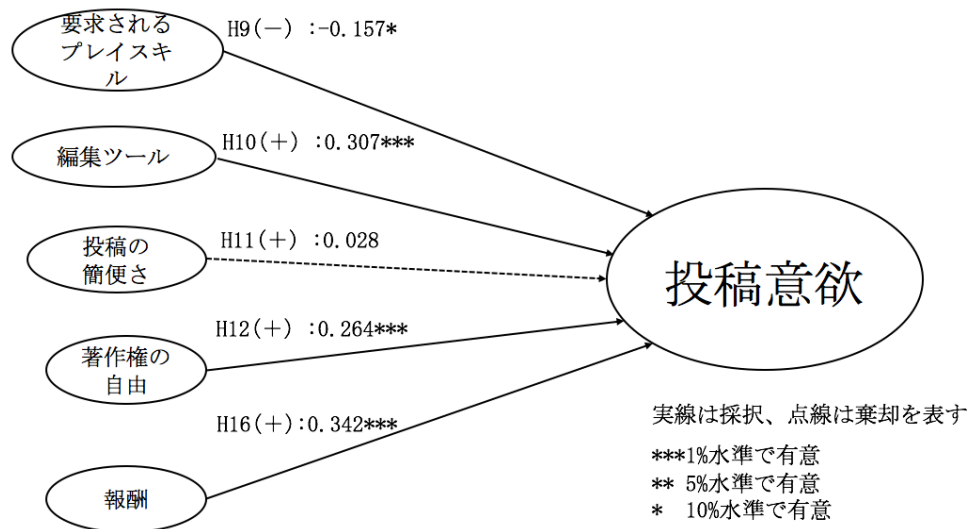 要求される
プレイスキ
ル
H9(－) :-0.157*
編集ツール
H10(＋) :0.307***
投稿の
簡便さ
H11(＋) :0.028
著作権の
自由
H12(＋) :0.264***
報酬
H16(＋):0.342***
投稿意欲
実線は採択、点線は棄却を表す
***1%水準で有意
** 5%水準で有意
* 10%水準で有意